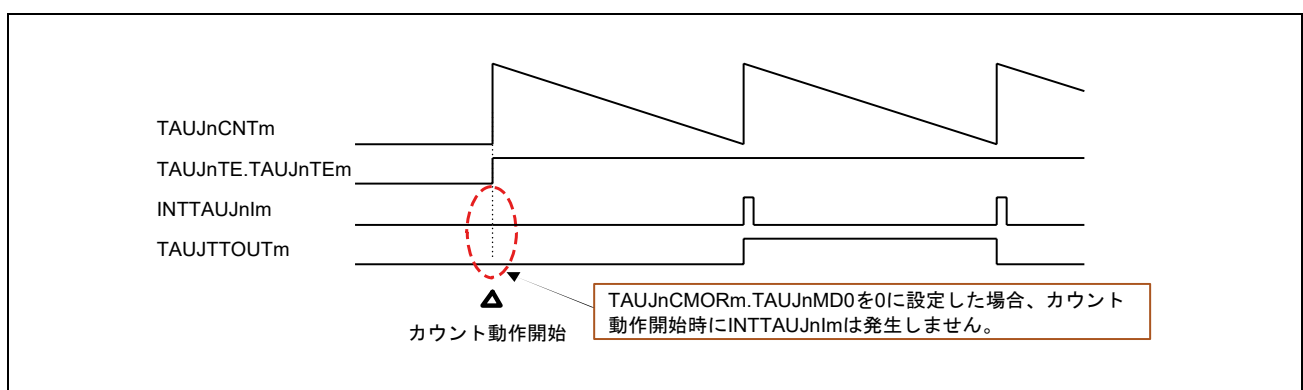 TAUJnCNTm
TAUJnTE.TAUJnTEm
INTTAUJnIm
TAUJTTOUTm
カウント動作開始
TAUJnCMORm.TAUJnMD0を0に設定した場合、カウント
動作開始時にINTTAUJnImは発生しません。